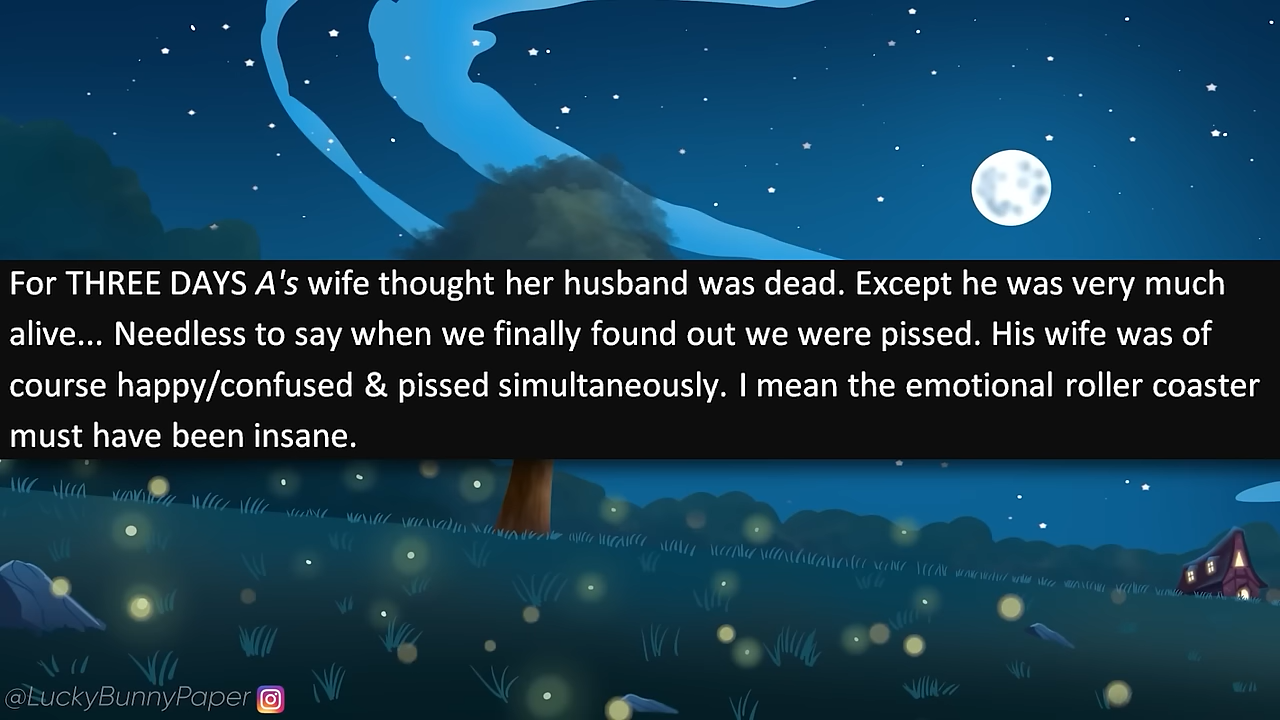 For THREE DAYS A's wife thought her husband was dead. Except he was very much
alive... Needless to say when we finally found out we were pissed. His wife was of
course happy/confused & pissed simultaneously. I mean the emotional roller coaster
must have been insane.
@LuckyBunnyPaper